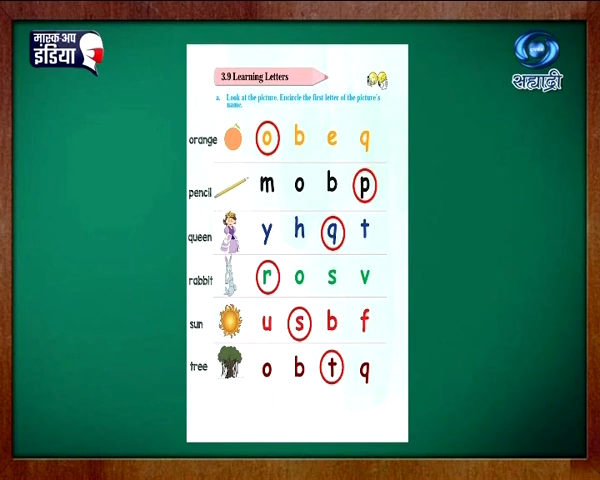 मास्क-अप
इंडिया
सह्याद्री
3.9 Learning Letters
a. Look at the picture. Encircle the first letter of the picture's
name.
orange o b e q
pencil m o b p
queen y h q t
rabbit r o s v
sun u s b f
tree o b t q